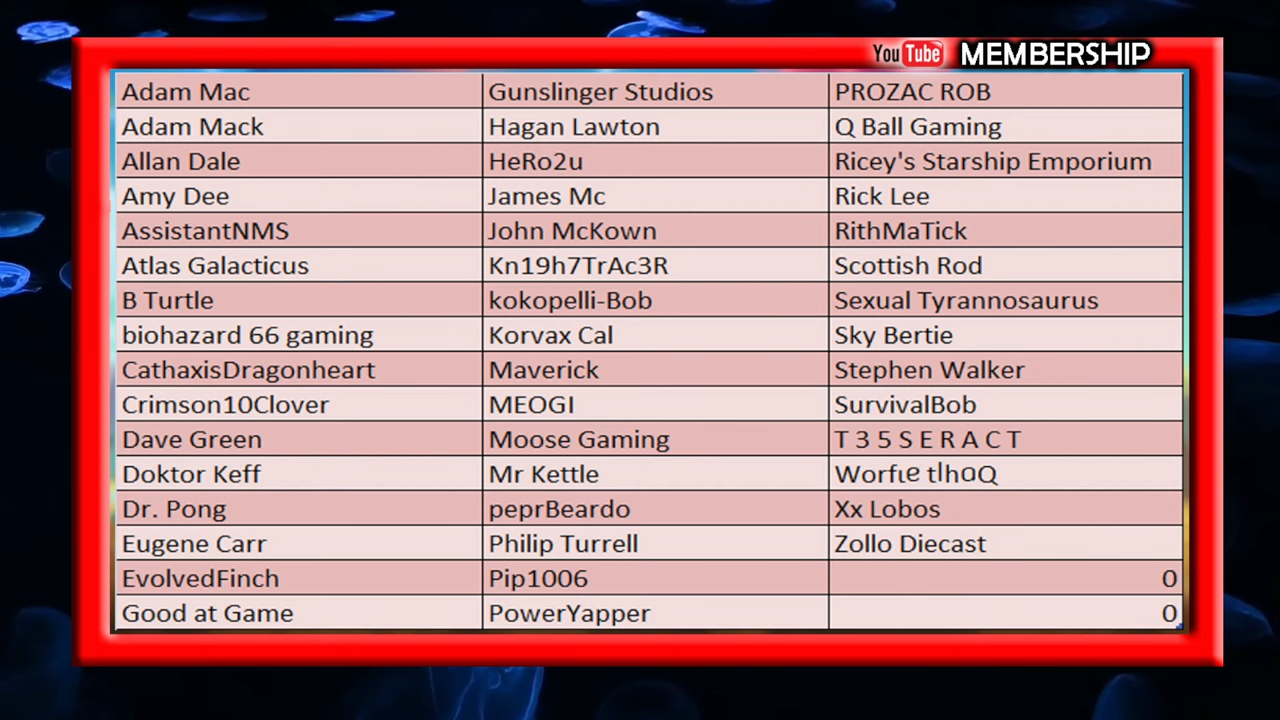 YouTube MEMBERSHIP
Adam Mac Gunslinger Studios PROZAC ROB
Adam Mack Hagan Lawton Q Ball Gaming
Allan Dale HeRo2u Ricey's Starship Emporium
Amy Dee James Mc Rick Lee
AssistantNMS John McKown RithMaTick
Atlas Galacticus Kn19h7TrAc3R Scottish Rod
B Turtle kokopelli-Bob Sexual Tyrannosaurus
biohazard 66 gaming Korvax Cal Sky Bertie
CathaxisDragonheart Maverick Stephen Walker
Crimson10Clover MEOGI SurvivalBob
Dave Green Moose Gaming T 3 5 S E R A C T
Doktor Keff Mr Kettle Worfιҽ tlhαQ
Dr. Pong peprBeardo Xx Lobos
Eugene Carr Philip Turrell Zollo Diecast
EvolvedFinch Pip1006 0
Good at Game PowerYapper 0